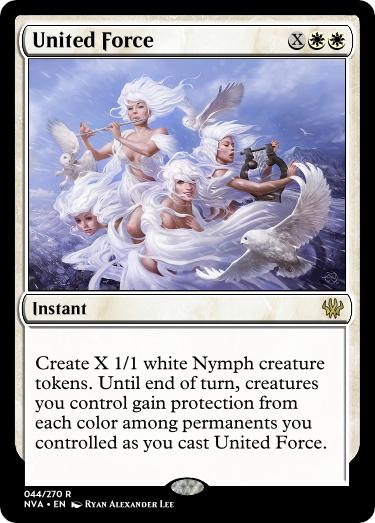 United Force X
Instant
Create X 1/1 white Nymph creature
tokens. Until end of turn, creatures
you control gain protection from
each color among permanents you
controlled as you cast United Force.
044/270 R
NVA • EN Ryan Alexander Lee